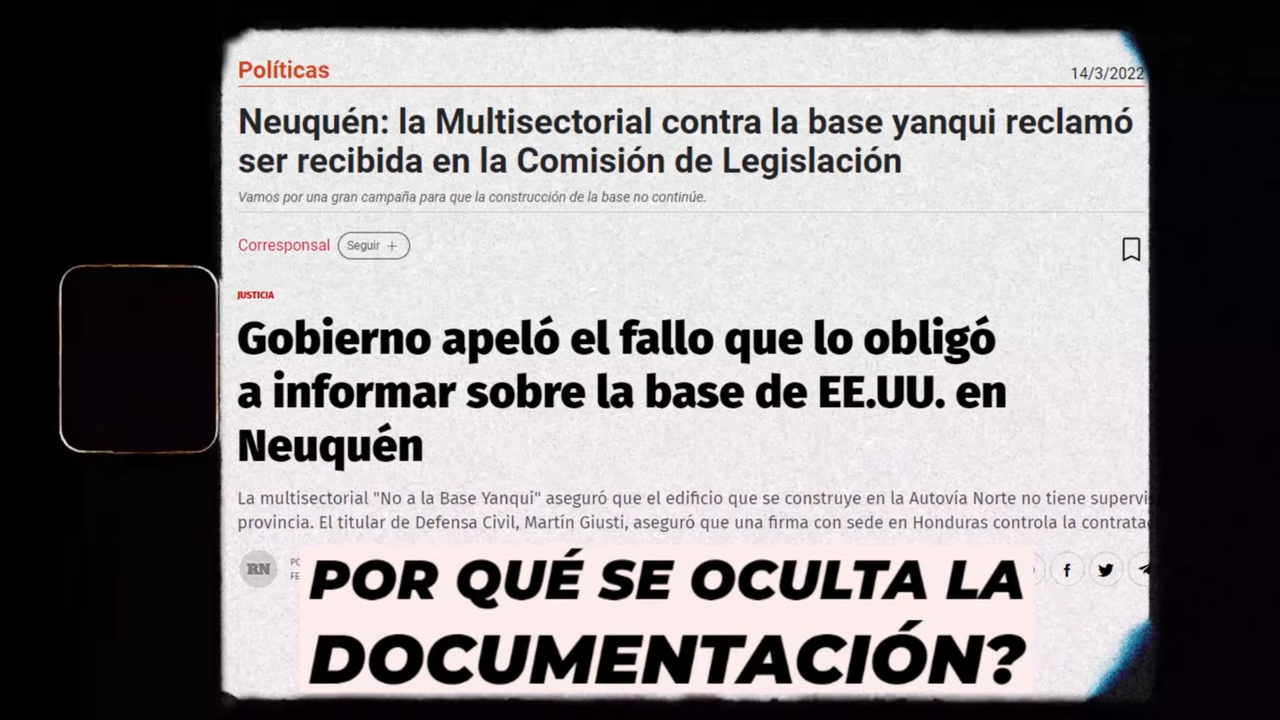 Políticas
14/3/2022
Neuquén: la Multisectorial contra la base yanqui reclamó
ser recibida en la Comisión de Legislación
Vamos por una gran campaña para que la construcción de la base no continúe.
Corresponsal
Seguir +
JUSTICIA
Gobierno apeló el fallo que lo obligó
a informar sobre la base de EE.UU. en
Neuquén
La multisectorial "No a la Base Yanqui" aseguró que el edificio que se construye en la Autovía Norte no tiene
provincia. El titular de Defensa Civil, Martín Giusti, aseguró que una firma con sede en Honduras controla la
RN
POR QUÉ SE OCULTA LA
DOCUMENTACIÓN?